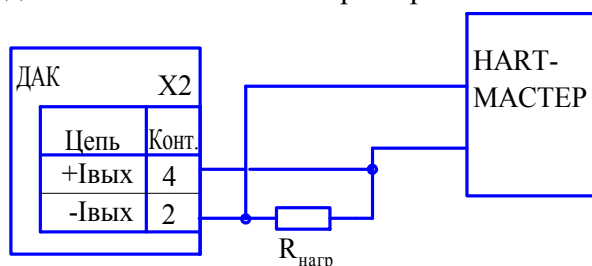 ДАК
X2
Цепь Конт.
+Iвых 4
-Iвых 2
Rнагр
HART-
МАСТЕР